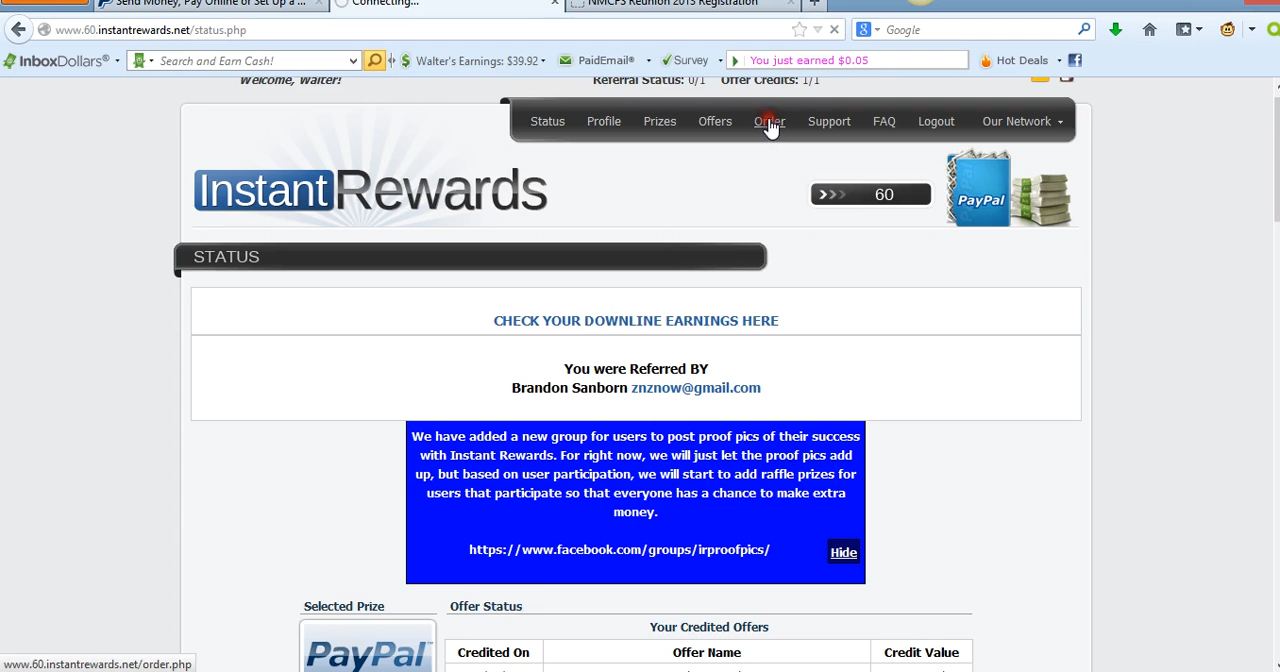 Send Money, Pay Online or Set Up a ...
Connecting...
NMCPS Reunion 2013 Registration
www.60.instantrewards.net/status.php
Google
InboxDollars®
Search and Earn Cash!
Walter's Earnings: $39.92
PaidEmail®
Survey
You just earned $0.05
Hot Deals
Welcome, Walter!
Referral Status: 0/1
Offer Credits: 1/1
Status
Profile
Prizes
Offers
Order
Support
FAQ
Logout
Our Network
InstantRewards
60
PayPal
STATUS
CHECK YOUR DOWNLINE EARNINGS HERE
You were Referred BY
Brandon Sanborn znznow@gmail.com
We have added a new group for users to post proof pics of their success
with Instant Rewards. For right now, we will just let the proof pics add
up, but based on user participation, we will start to add raffle prizes for
users that participate so that everyone has a chance to make extra
money.
https://www.facebook.com/groups/irproofpics/
Hide
Selected Prize
Offer Status
Your Credited Offers
Credited On
Offer Name
Credit Value
PayPal™
www.60.instantrewards.net/order.php